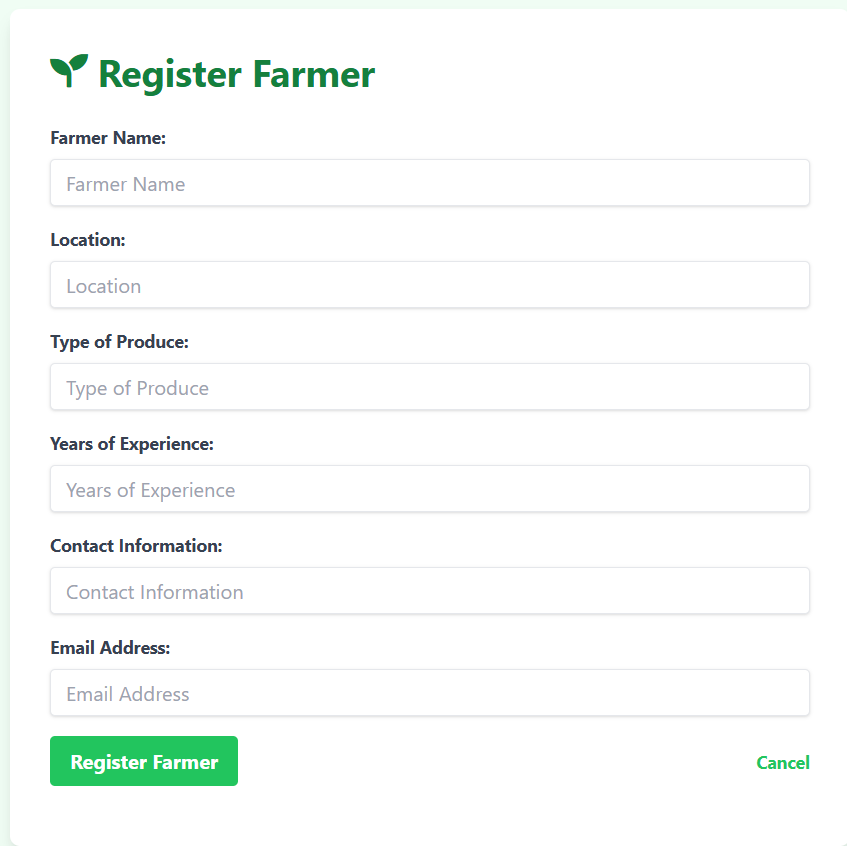 Register Farmer
Farmer Name:
Farmer Name
Location:
Location
Type of Produce:
Type of Produce
Years of Experience:
Years of Experience
Contact Information:
Contact Information
Email Address:
Email Address
Register Farmer
Cancel